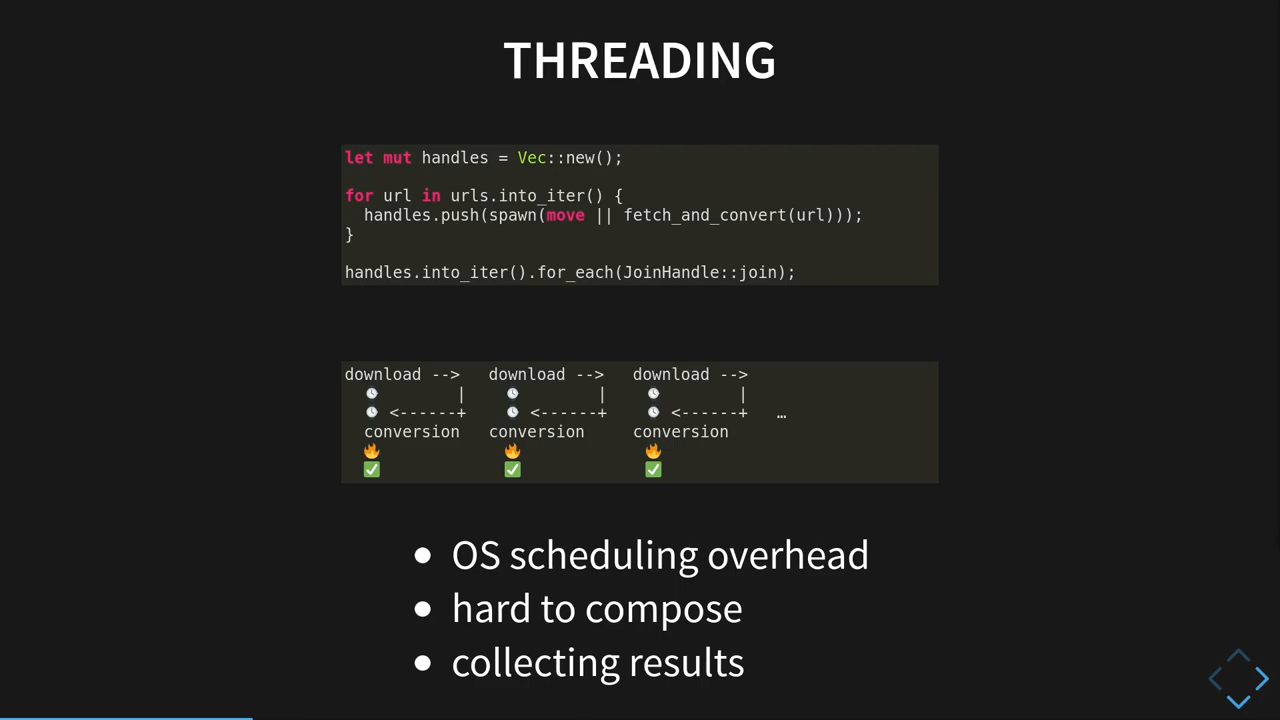 THREADING
let mut handles = Vec::new();
for url in urls.into_iter() {
  handles.push(spawn(move || fetch_and_convert(url)));
}
handles.into_iter().for_each(JoinHandle::join);
download -->   download -->   download -->
  🕓        |     🕓        |     🕓        |
  🕓 <------+     🕓 <------+     🕓 <------+   …
  conversion   conversion     conversion
  🔥             🔥             🔥
  ✅             ✅             ✅
• OS scheduling overhead
• hard to compose
• collecting results